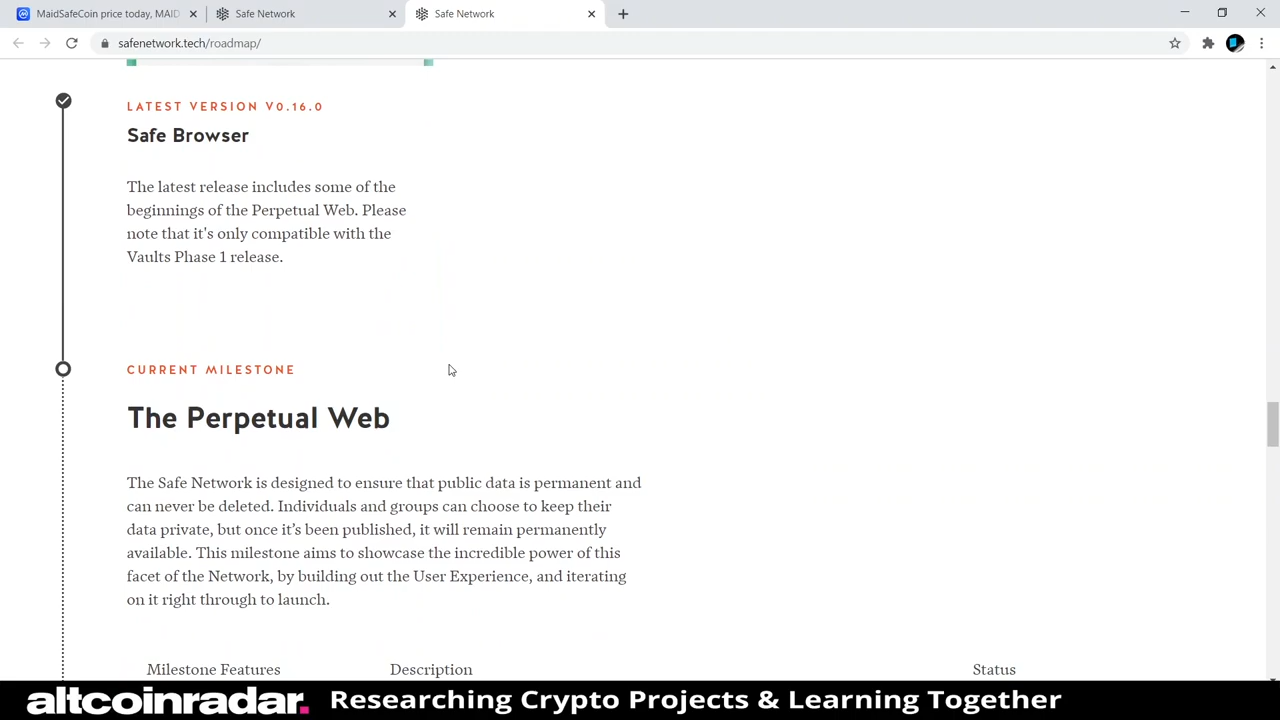 MaidSafeCoin price today, MAID
Safe Network
Safe Network
safenetwork.tech/roadmap/
LATEST VERSION V0.16.0
Safe Browser
The latest release includes some of the
beginnings of the Perpetual Web. Please
note that it's only compatible with the
Vaults Phase 1 release.
CURRENT MILESTONE
The Perpetual Web
The Safe Network is designed to ensure that public data is permanent and
can never be deleted. Individuals and groups can choose to keep their
data private, but once it’s been published, it will remain permanently
available. This milestone aims to showcase the incredible power of this
facet of the Network, by building out the User Experience, and iterating
on it right through to launch.
Milestone Features Description Status
altcoinradar. Researching Crypto Projects & Learning Together